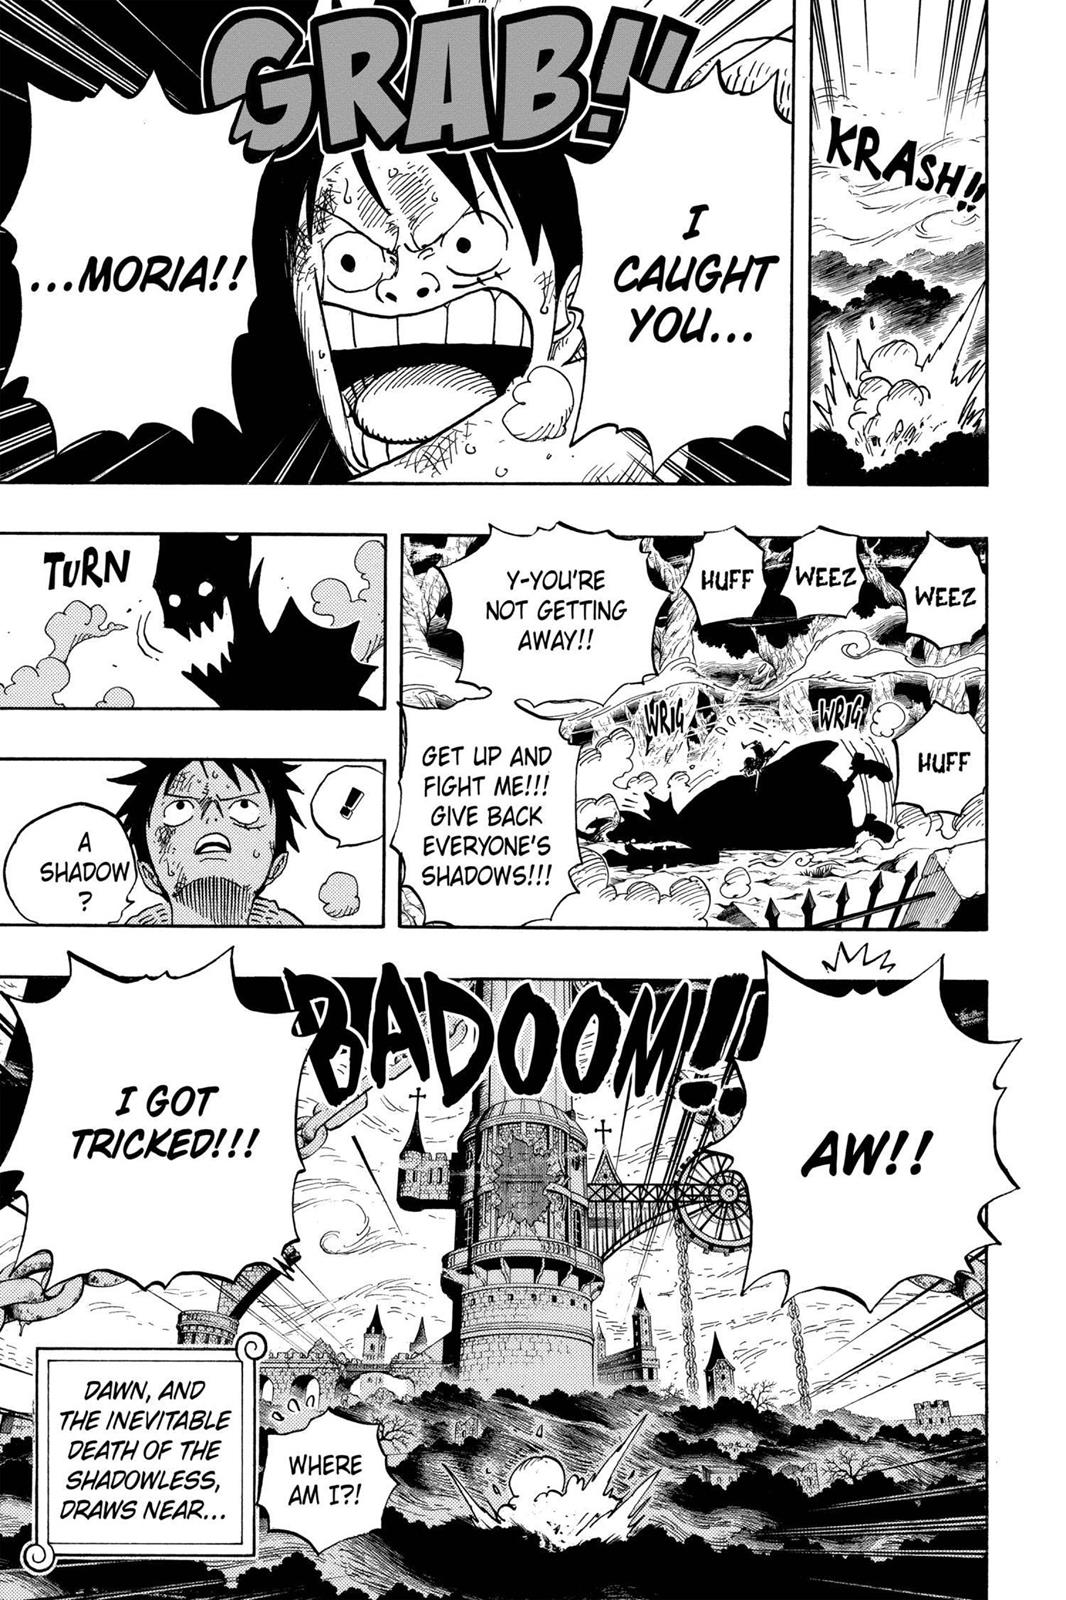 KRASH!!
GRAB!!
I
CAUGHT
YOU...
...MORIA!!
WEEZ
WEEZ
HUFF
HUFF
Y-YOU'RE
NOT GETTING
AWAY!!
WRIG
WRIG
GET UP AND
FIGHT ME!!!
GIVE BACK
EVERYONE'S
SHADOWS!!!
TURN
!
A
SHADOW
?
AW!!
BADOOM!!
I GOT
TRICKED!!!
WHERE
AM I?!
DAWN, AND
THE INEVITABLE
DEATH OF THE
SHADOWLESS,
DRAWS NEAR...